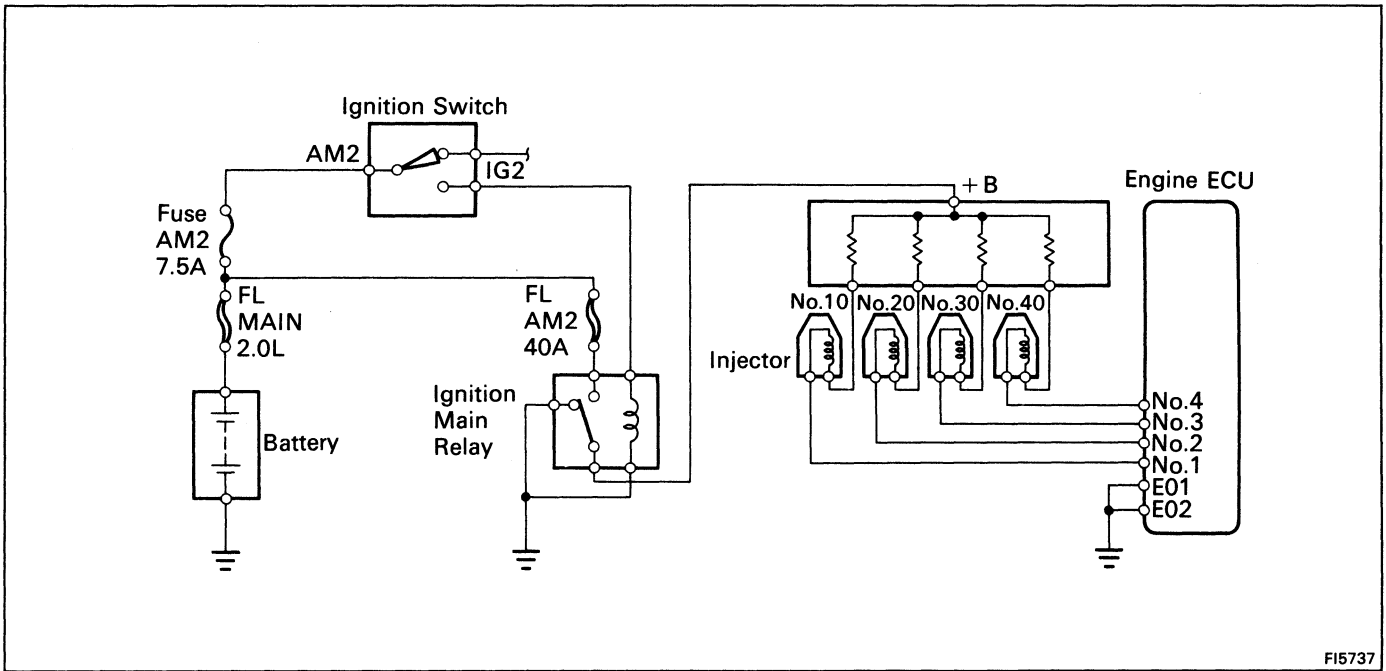 Ignition Switch
AM2
IG2
Fuse
AM2
7.5A
FL
MAIN
2.0L
Battery
FL
AM2
40A
Ignition
Main
Relay
+B
Engine ECU
No.10
No.20
No.30
No.40
Injector
No.4
No.3
No.2
No.1
E01
E02
FI5737